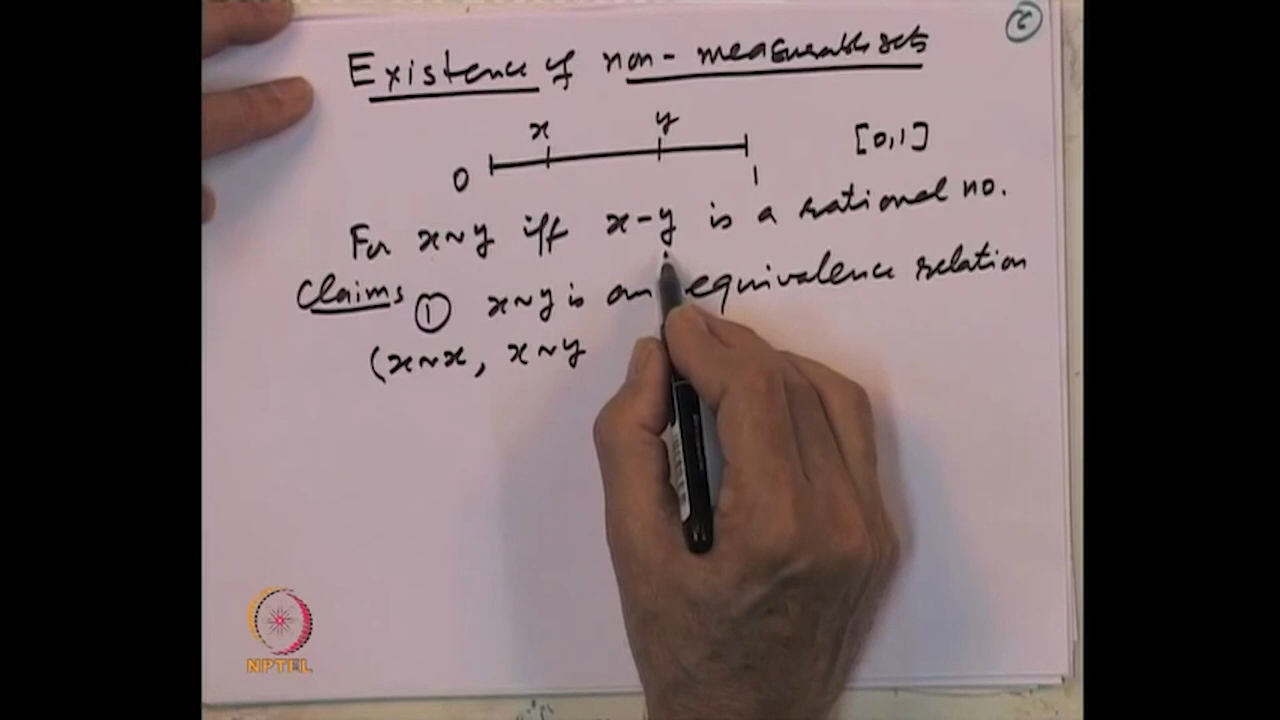 6
Existence of non-measurable sets
x y
0 1 [0,1]
For x~y iff x-y is a rational no.
Claims ① x~y is an equivalence relation
(x~x, x~y
NPTEL